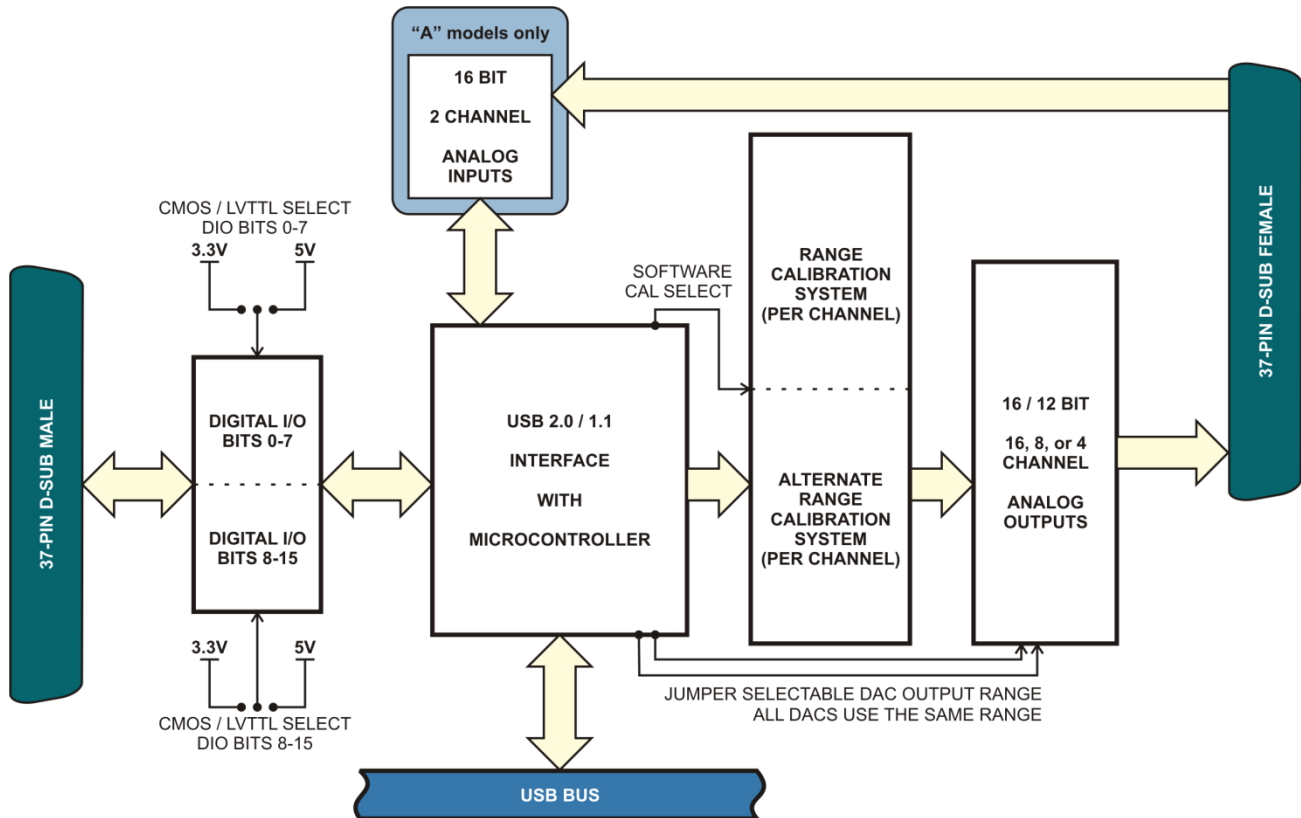 “A” models only
16 BIT
2 CHANNEL
ANALOG
INPUTS
CMOS / LVTTL SELECT
DIO BITS 0-7
3.3V
5V
37-PIN D-SUB MALE
DIGITAL I/O
BITS 0-7
DIGITAL I/O
BITS 8-15
3.3V
5V
CMOS / LVTTL SELECT
DIO BITS 8-15
USB 2.0 / 1.1
INTERFACE
WITH
MICROCONTROLLER
SOFTWARE
CAL SELECT
RANGE
CALIBRATION
SYSTEM
(PER CHANNEL)
ALTERNATE
RANGE
CALIBRATION
SYSTEM
(PER CHANNEL)
16 / 12 BIT
16, 8, or 4
CHANNEL
ANALOG
OUTPUTS
37-PIN D-SUB FEMALE
JUMPER SELECTABLE DAC OUTPUT RANGE
ALL DACS USE THE SAME RANGE
USB BUS